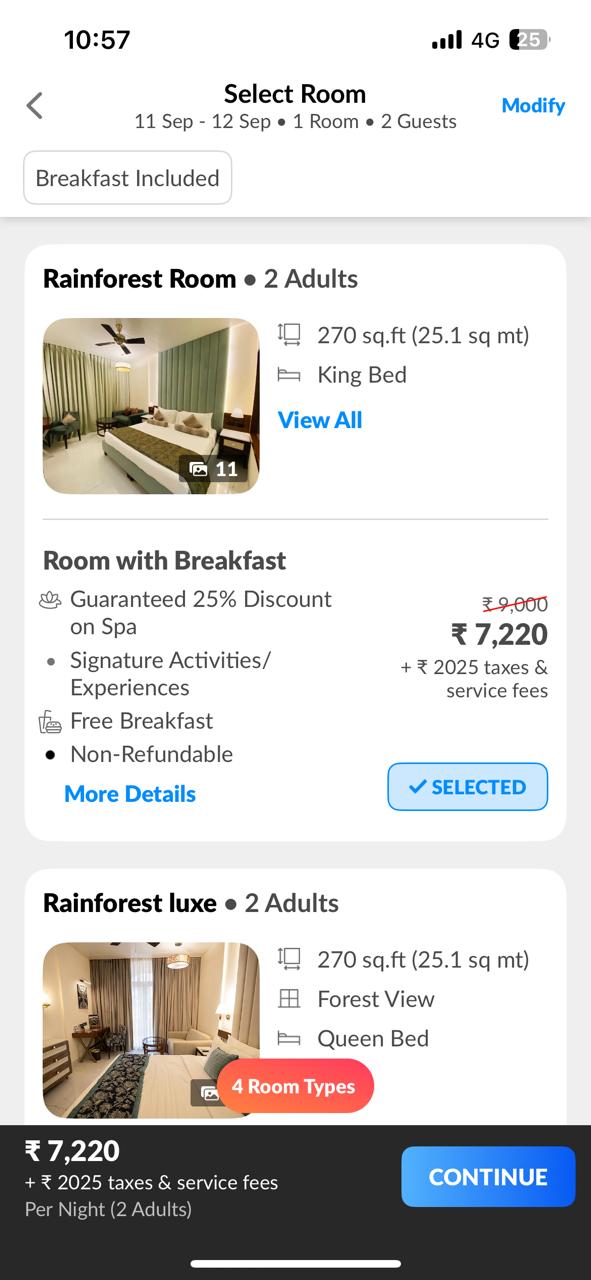 10:57
4G
25
Select Room
11 Sep - 12 Sep • 1 Room • 2 Guests
Modify
Breakfast Included
Rainforest Room • 2 Adults
270 sq.ft (25.1 sq mt)
King Bed
View All
11
Room with Breakfast
Guaranteed 25% Discount
on Spa
• Signature Activities/
Experiences
Free Breakfast
• Non-Refundable
More Details
₹ 9,000
₹ 7,220
+ ₹ 2025 taxes &
service fees
✓ SELECTED
Rainforest luxe • 2 Adults
270 sq.ft (25.1 sq mt)
Forest View
Queen Bed
4 Room Types
₹ 7,220
+ ₹ 2025 taxes & service fees
Per Night (2 Adults)
CONTINUE